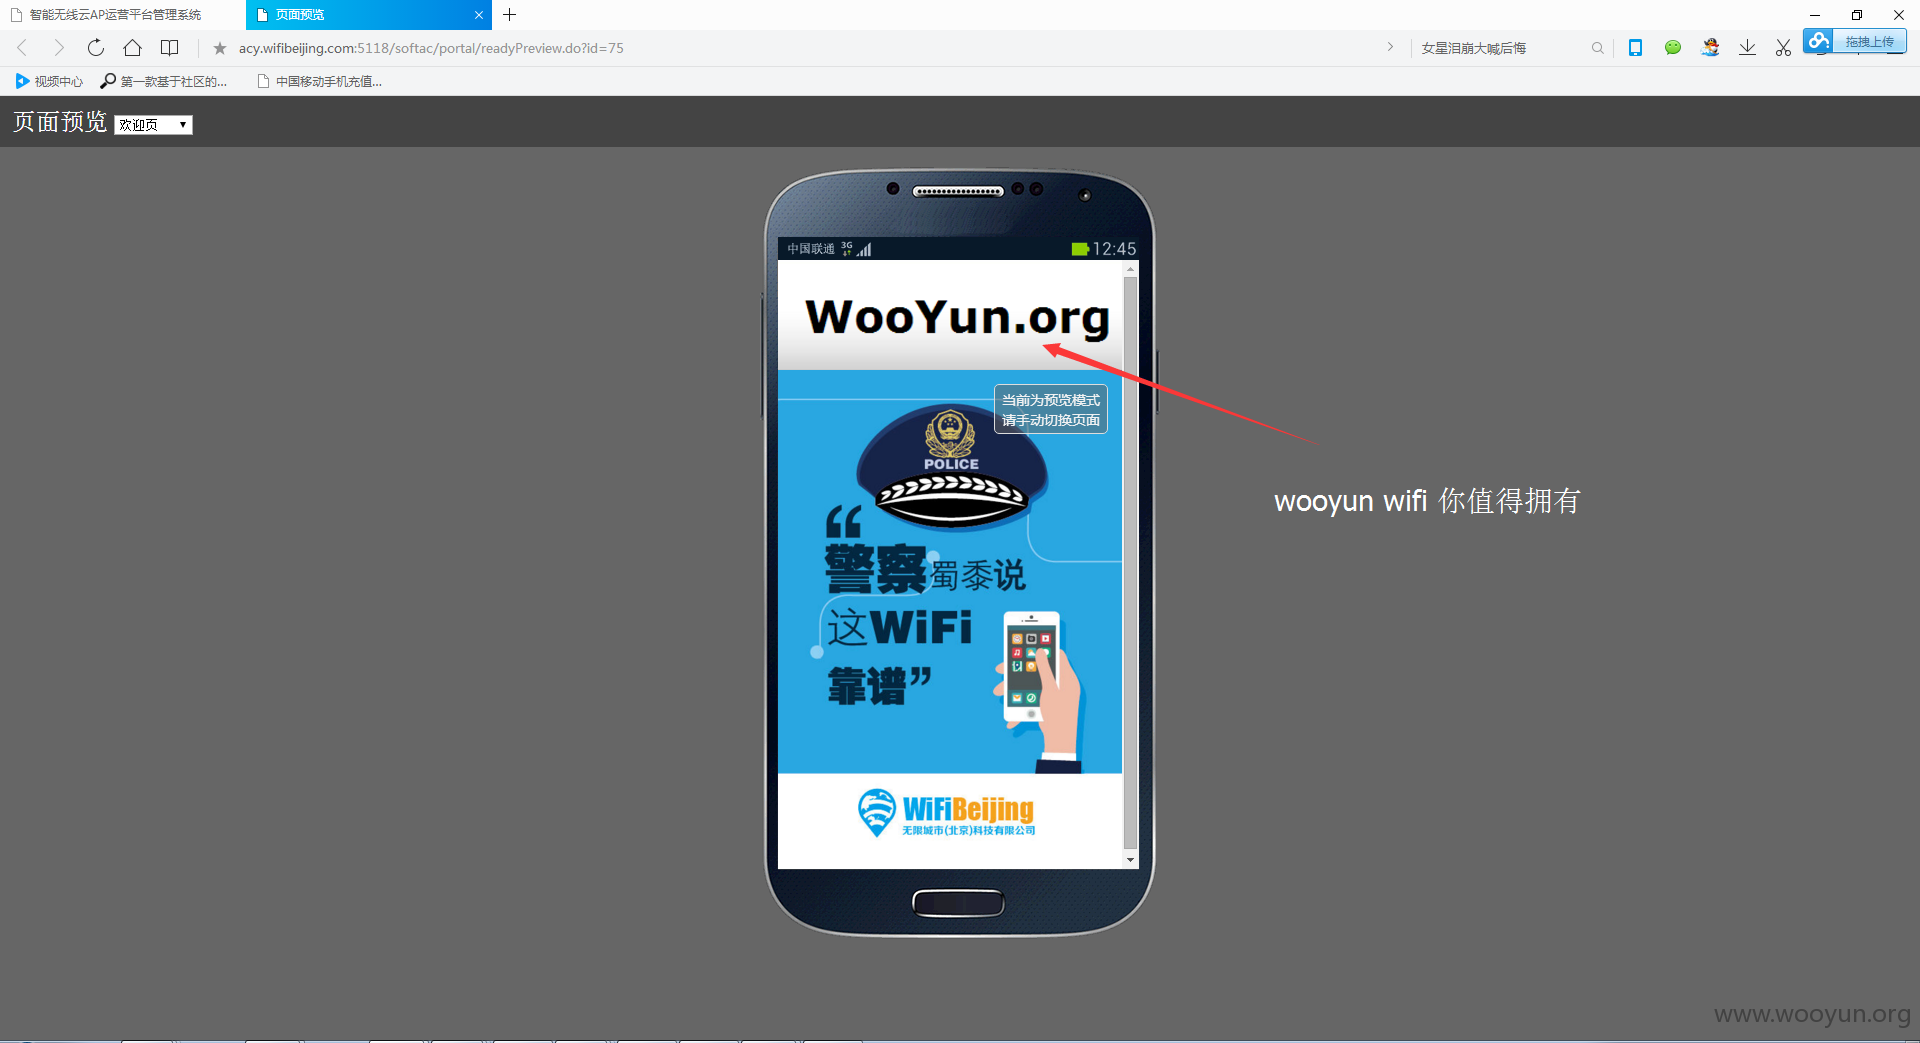 智能无线云AP运营平台管理系统
页面预览
acy.wifibeijing.com:5118/softac/portal/readyPreview.do?id=75
女星泪崩大喊后悔
拖拽上传
视频中心
第一款基于社区的...
中国移动手机充值...
页面预览 欢迎页
中国联通 3G 12:45
WooYun.org
当前为预览模式
请手动切换页面
POLICE
“
警察蜀黍说
这WiFi
靠谱”
wooyun wifi 你值得拥有
WiFiBeijing
无限城市(北京)科技有限公司
www.wooyun.org